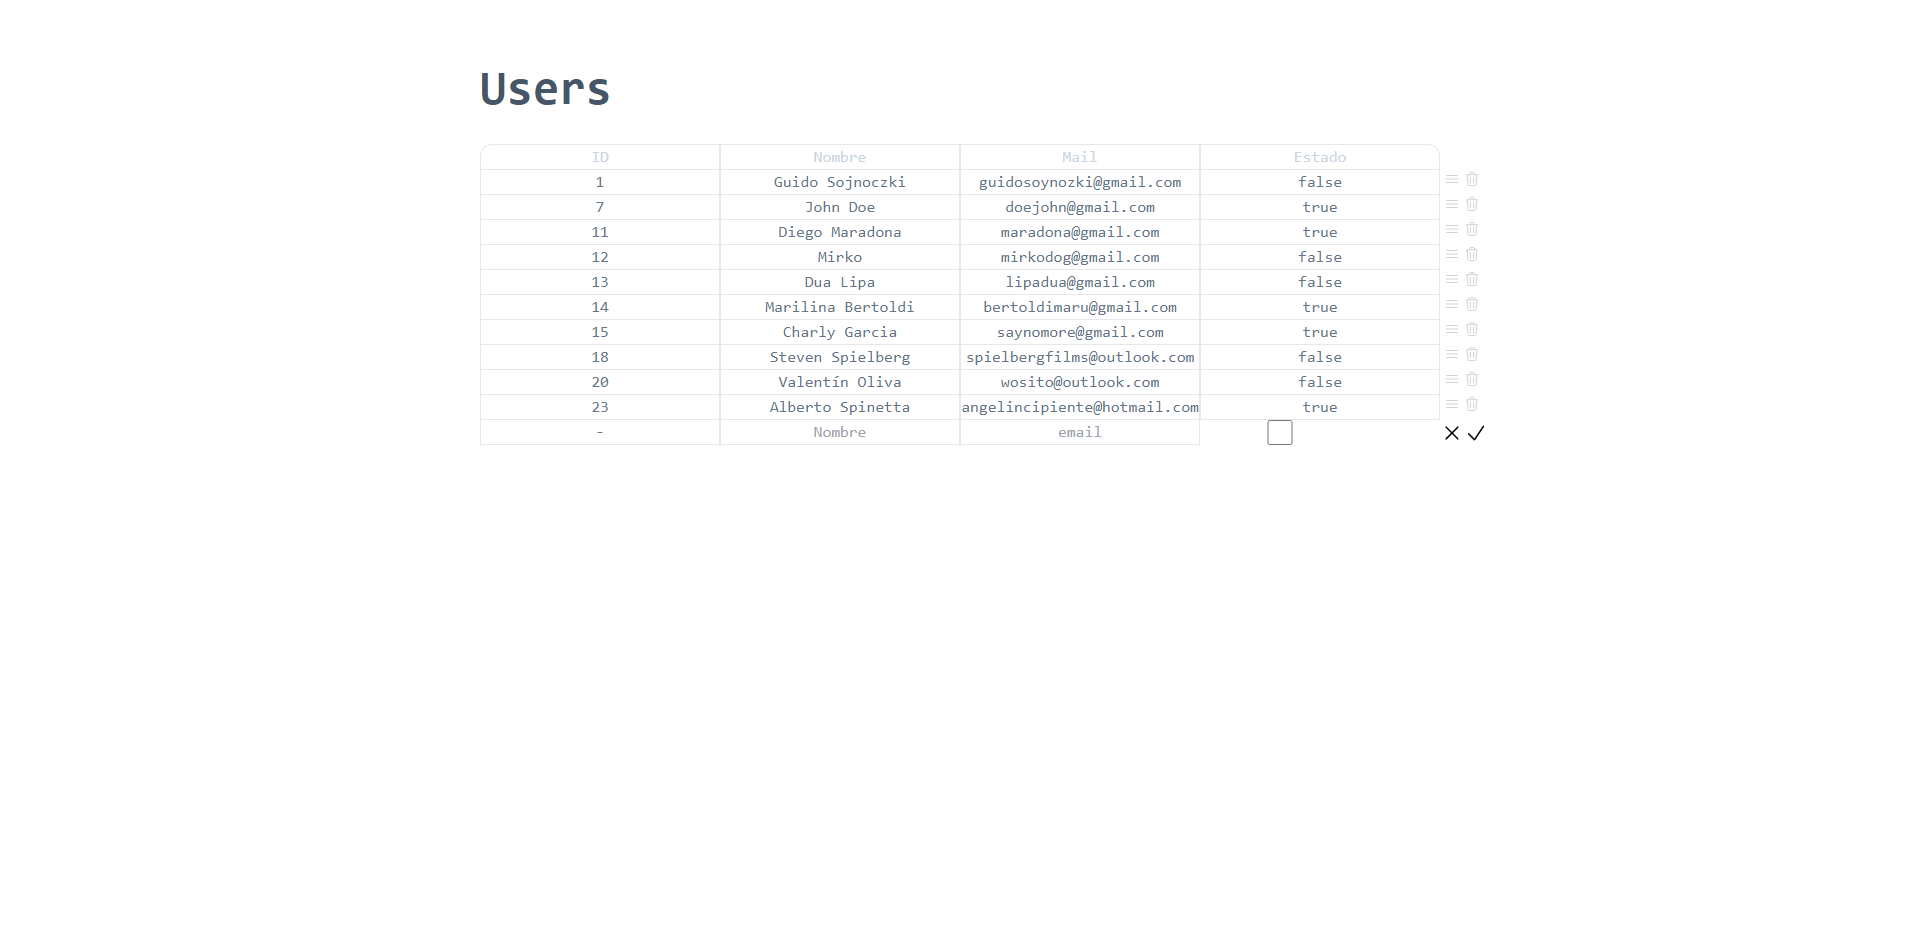 Users
ID Nombre Mail Estado
1 Guido Sojnoczki guidosoynozki@gmail.com false
7 John Doe doejohn@gmail.com true
11 Diego Maradona maradona@gmail.com true
12 Mirko mirkodog@gmail.com false
13 Dua Lipa lipadua@gmail.com false
14 Marilina Bertoldi bertoldimaru@gmail.com true
15 Charly Garcia saynomore@gmail.com true
18 Steven Spielberg spielbergfilms@outlook.com false
20 Valentín Oliva wosito@outlook.com false
23 Alberto Spinetta angelincipiente@hotmail.com true
- Nombre email